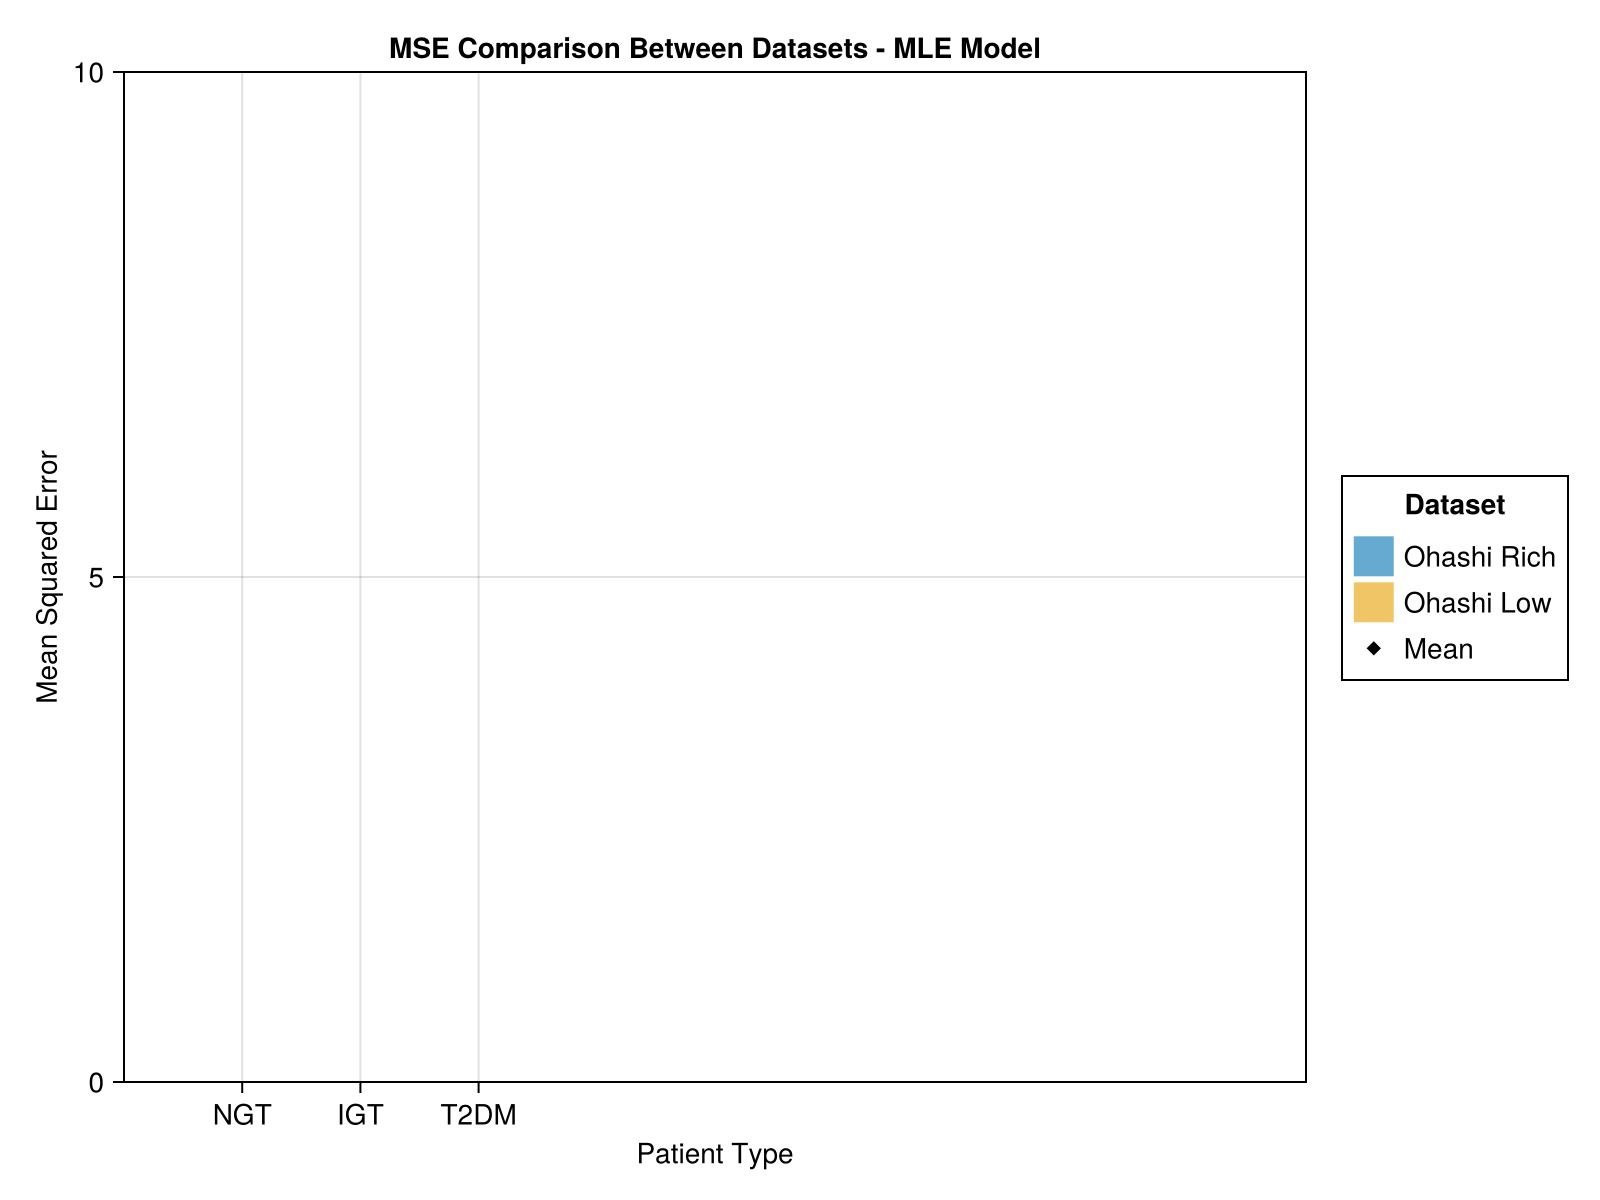 MSE Comparison Between Datasets - MLE Model
10
5
0
Mean Squared Error
NGT IGT T2DM
Patient Type
Dataset
Ohashi Rich
Ohashi Low
Mean